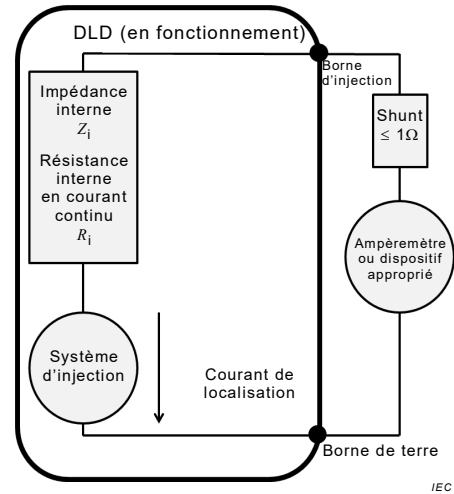 DLD (en fonctionnement)
Borne
d'injection
Impédance
interne
Zi
Résistance
interne
en courant
continu
Ri
Shunt
≤ 1Ω
Ampèremètre
ou dispositif
approprié
Système
d'injection
Courant de
localisation
Borne de terre
IEC